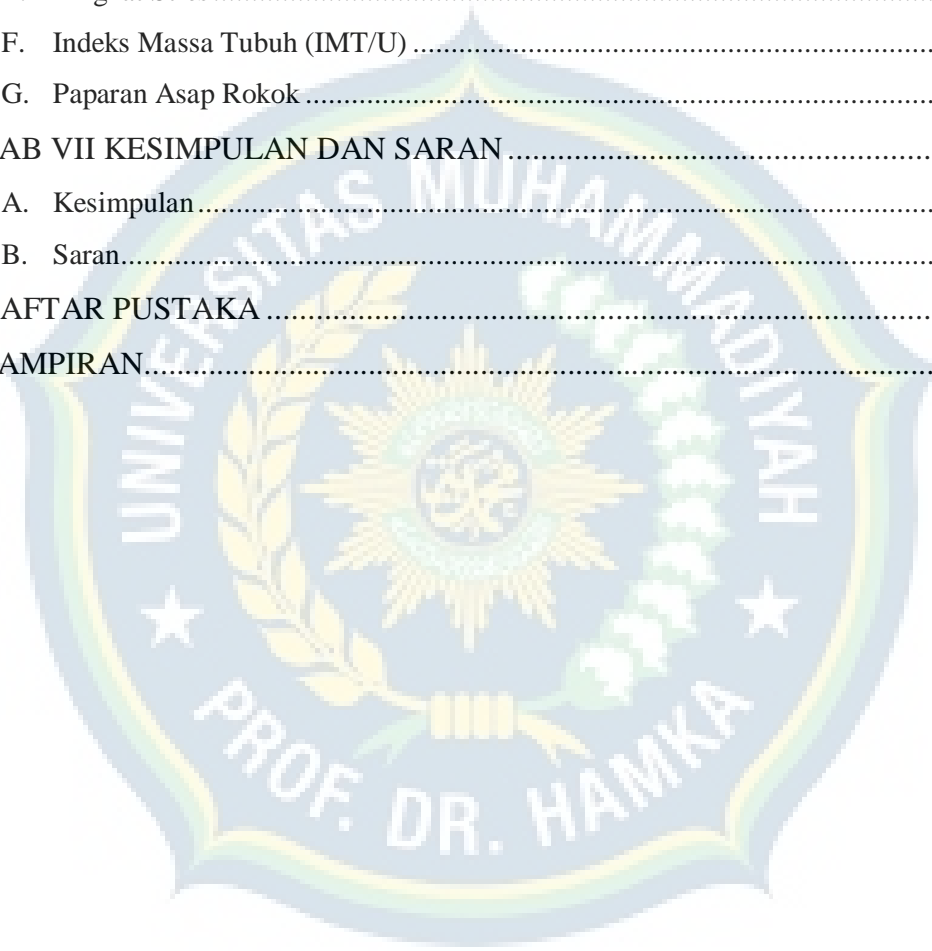 F. Indeks Massa Tubuh (IMT/U) ........................................................................
G. Paparan Asap Rokok ........................................................................
AB VII KESIMPULAN DAN SARAN ........................................................................
A. Kesimpulan ........................................................................
B. Saran ........................................................................
AFTAR PUSTAKA ........................................................................
AMPIRAN ........................................................................
UNIVERSITAS MUHAMMADIYAH
PROF. DR. HAMKA